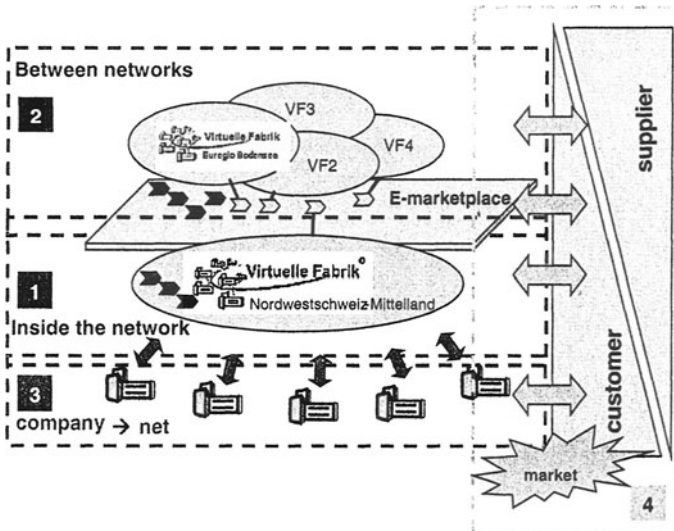 Between networks
2
VF3
Virtuelle Fabrik
Euregio Bodensee
VF4
VF2
E-marketplace
supplier
1
Virtuelle Fabrik
Nordwestschweiz-Mittelland
Inside the network
3
company → net
customer
market
4